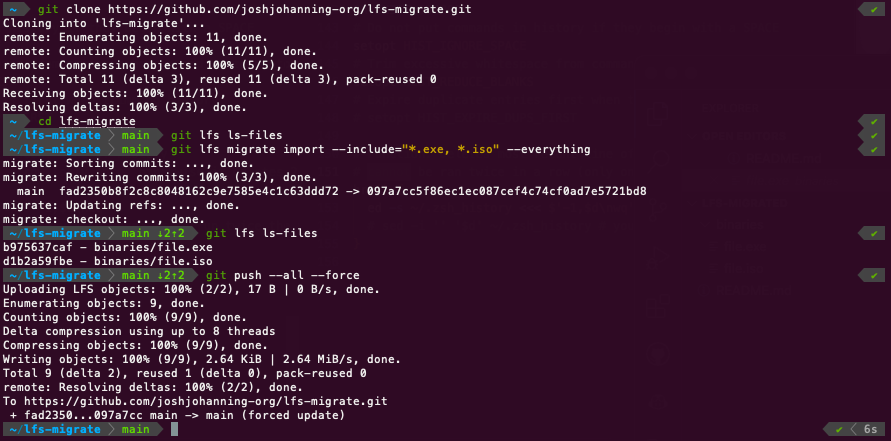 ~ git clone https://github.com/joshjohanning-org/lfs-migrate.git ✔
Cloning into 'lfs-migrate'...
remote: Enumerating objects: 11, done.
remote: Counting objects: 100% (11/11), done.
remote: Compressing objects: 100% (5/5), done.
remote: Total 11 (delta 3), reused 11 (delta 3), pack-reused 0
Receiving objects: 100% (11/11), done.
Resolving deltas: 100% (3/3), done.
~ cd lfs-migrate ✔
~/lfs-migrate main git lfs ls-files ✔
~/lfs-migrate main git lfs migrate import --include="*.exe, *.iso" --everything ✔
migrate: Sorting commits: ..., done.
migrate: Rewriting commits: 100% (3/3), done.
main fad2350b8f2c8c8048162c9e7585e4c1c63ddd72 -> 097a7cc5f86ec1ec087cef4c74cf0ad7e5721bd8
migrate: Updating refs: ..., done.
migrate: checkout: ..., done.
~/lfs-migrate main ↓2↑2 git lfs ls-files ✔
b975637caf - binaries/file.exe
d1b2a59fbe - binaries/file.iso
~/lfs-migrate main ↓2↑2 git push --all --force ✔
Uploading LFS objects: 100% (2/2), 17 B | 0 B/s, done.
Enumerating objects: 9, done.
Counting objects: 100% (9/9), done.
Delta compression using up to 8 threads
Compressing objects: 100% (9/9), done.
Writing objects: 100% (9/9), 2.64 KiB | 2.64 MiB/s, done.
Total 9 (delta 2), reused 1 (delta 0), pack-reused 0
remote: Resolving deltas: 100% (2/2), done.
To https://github.com/joshjohanning-org/lfs-migrate.git
+ fad2350...097a7cc main -> main (forced update)
~/lfs-migrate main ✔ 6s